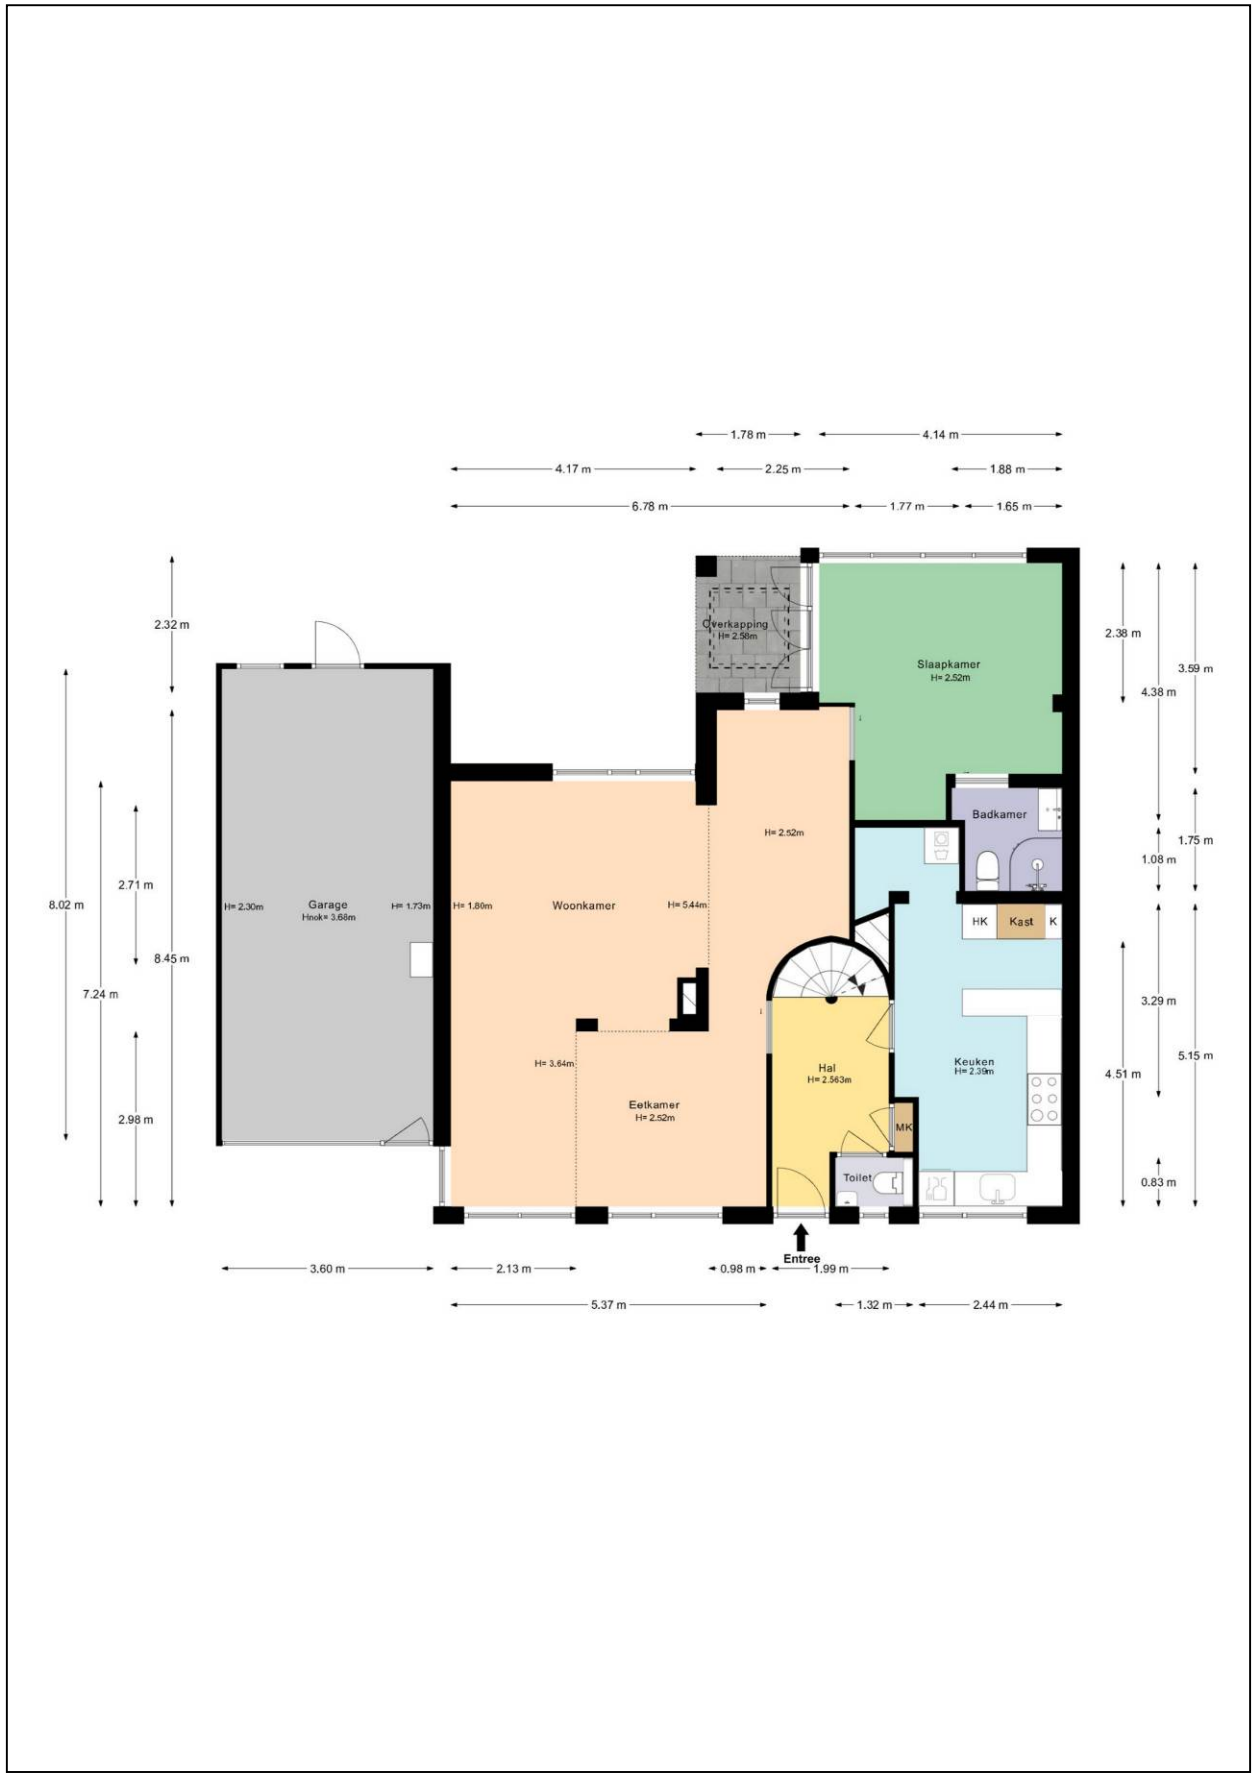 1.78 m
4.14 m
4.17 m
2.25 m
1.88 m
6.78 m
1.77 m
1.65 m
2.32 m
Overkapping
H= 2.58m
2.38 m
Slaapkamer
H= 2.52m
3.59 m
4.38 m
Badkamer
H= 2.52m
1.75 m
1.08 m
2.71 m
8.02 m
H= 2.30m
Garage
Hnok= 3.68m
H= 1.73m
H= 1.80m
Woonkamer
H= 5.44m
HK
Kast
K
8.45 m
7.24 m
3.29 m
5.15 m
4.51 m
H= 3.64m
Hal
H= 2.563m
Keuken
H= 2.39m
Eetkamer
H= 2.52m
2.98 m
MK
Toilet
0.83 m
Entree
3.60 m
2.13 m
0.98 m
1.99 m
5.37 m
1.32 m
2.44 m